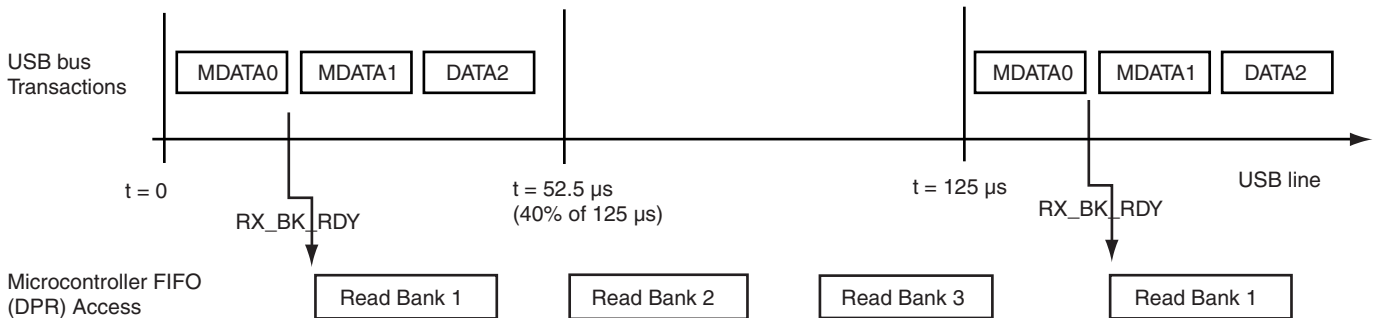 USB bus
Transactions
MDATA0 MDATA1 DATA2 MDATA0 MDATA1 DATA2
t = 0
t = 52.5 µs
(40% of 125 µs)
t = 125 µs
USB line
RX_BK_RDY
RX_BK_RDY
Microcontroller FIFO
(DPR) Access
Read Bank 1 Read Bank 2 Read Bank 3 Read Bank 1